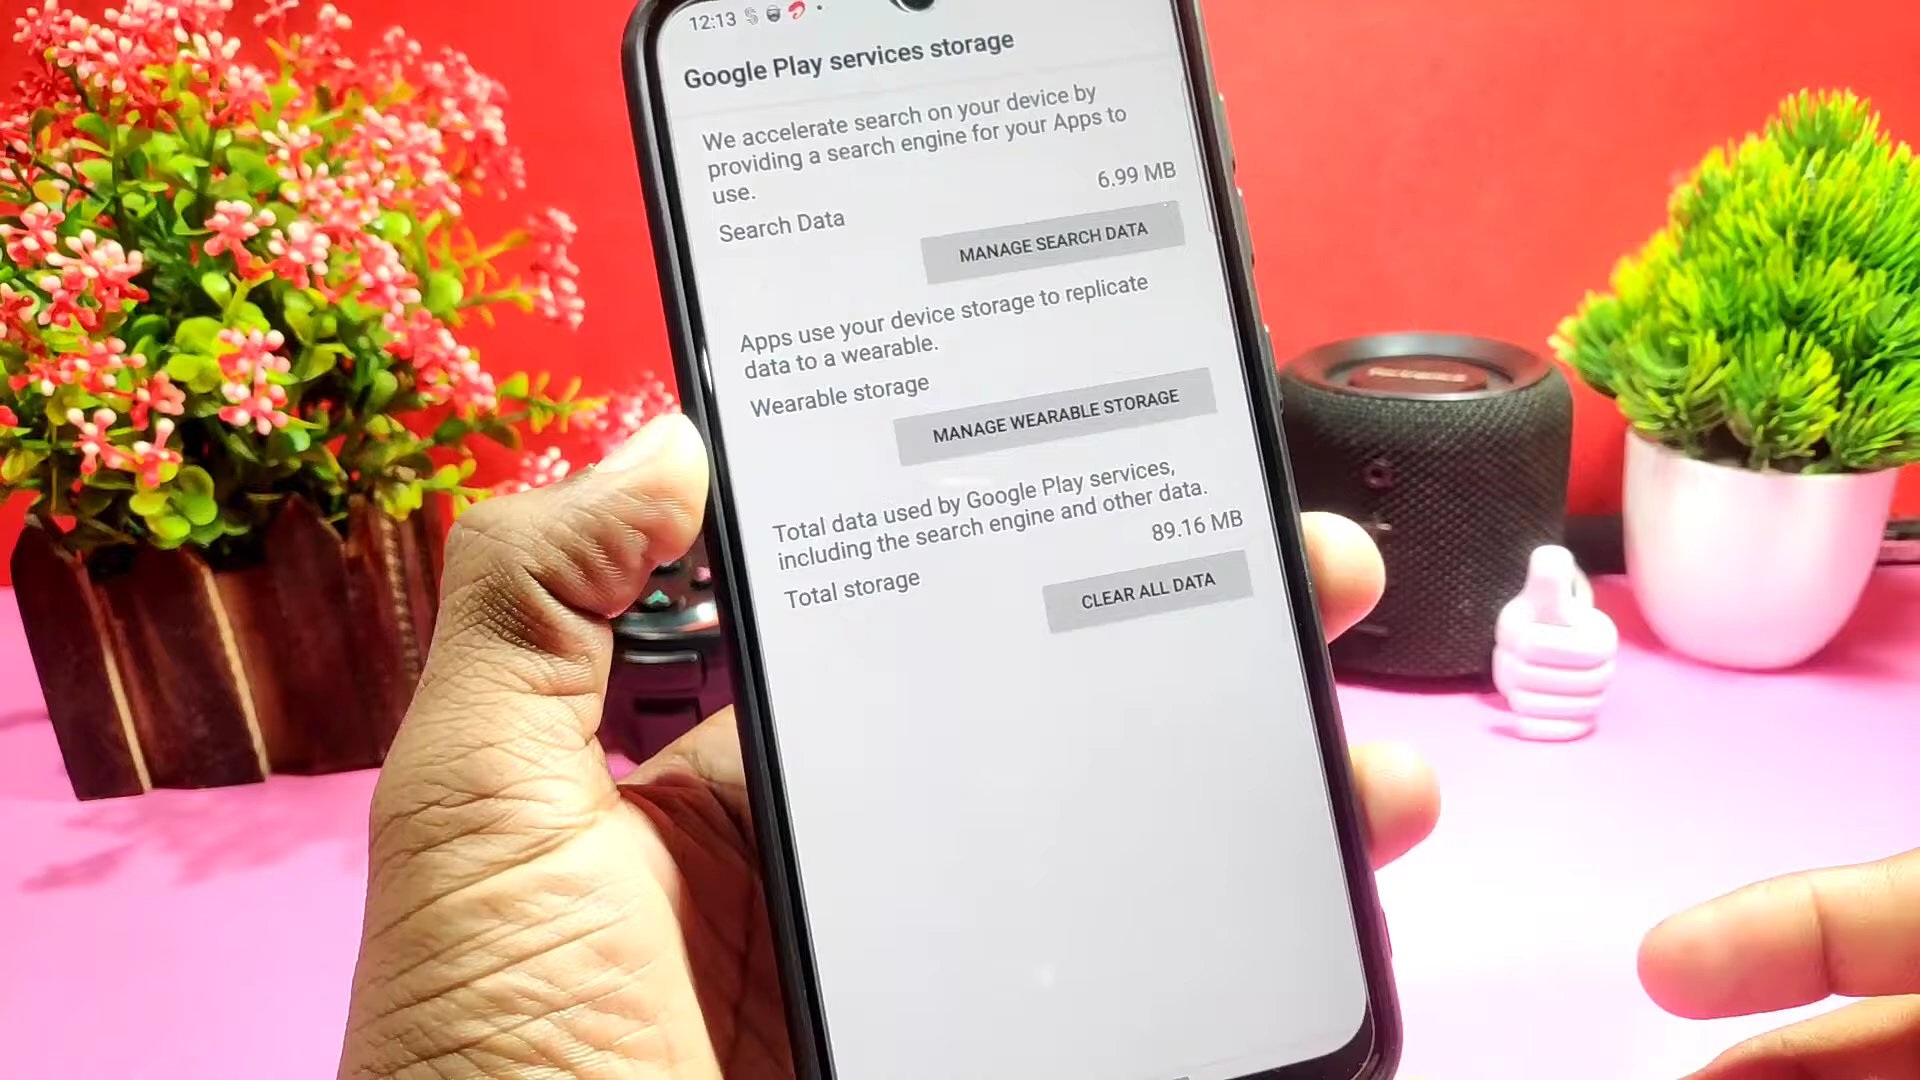 12:13
Google Play services storage
We accelerate search on your device by
providing a search engine for your Apps to
use.
6.99 MB
Search Data
MANAGE SEARCH DATA
Apps use your device storage to replicate
data to a wearable.
Wearable storage
MANAGE WEARABLE STORAGE
Total data used by Google Play services,
including the search engine and other data.
89.16 MB
Total storage
CLEAR ALL DATA